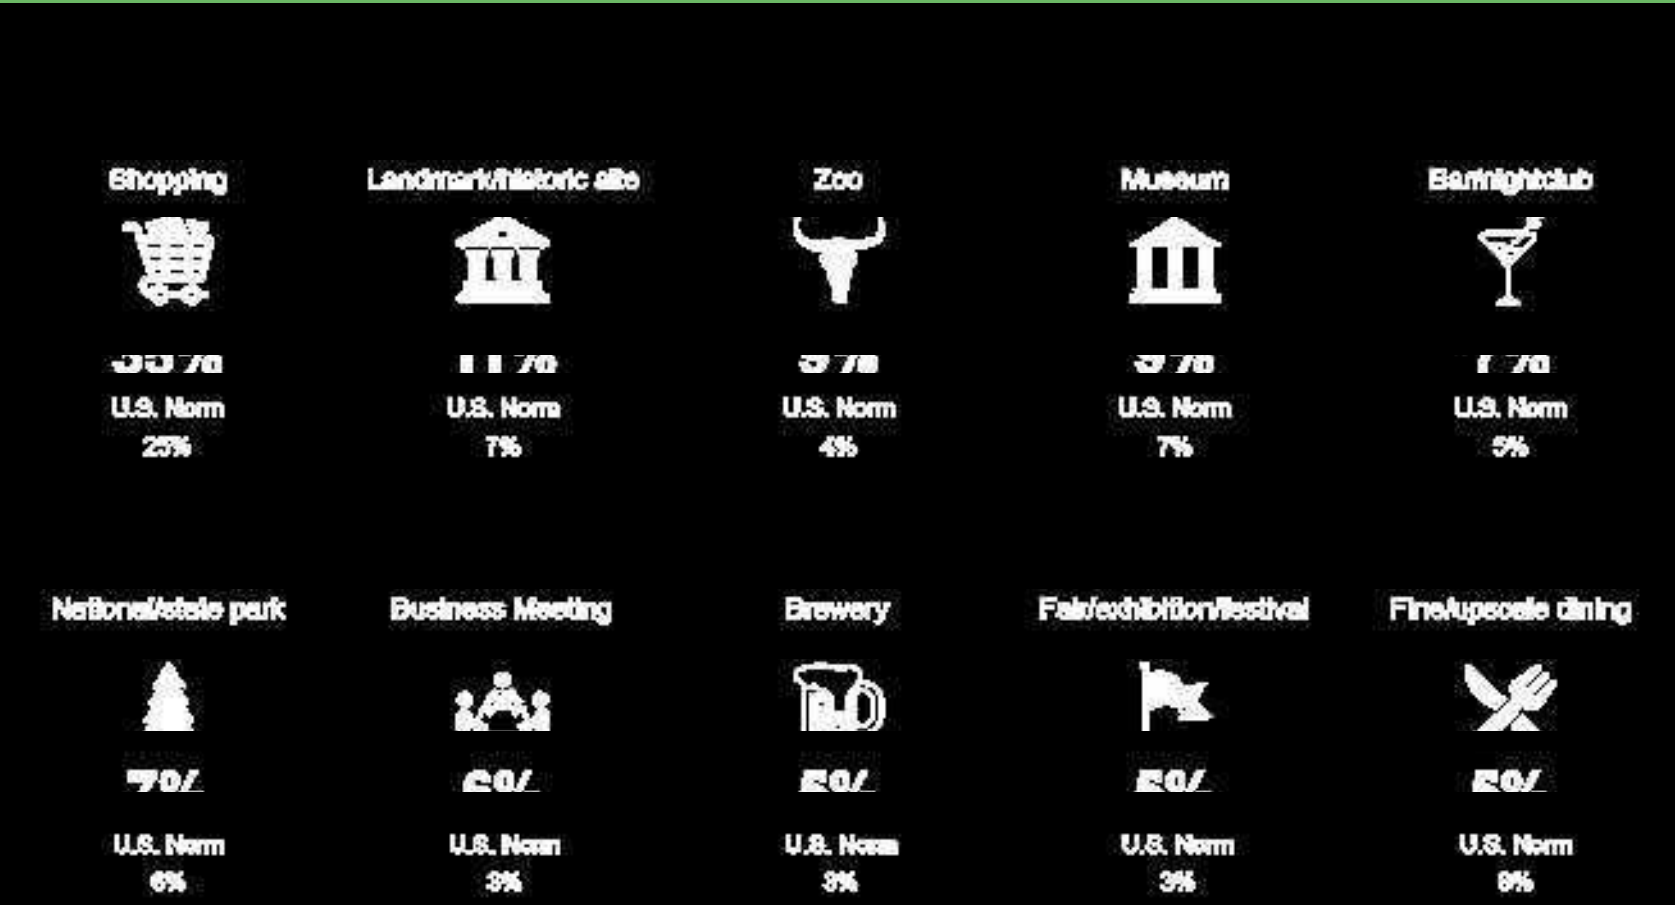 Shopping Landmark/historic site Zoo Museum Bar/nightclub
U.S. Norm U.S. Norm U.S. Norm U.S. Norm U.S. Norm
25% 7% 4% 7% 5%
National/state park Business Meeting Brewery Fair/exhibition/festival Fine/upscale dining
7%
U.S. Norm U.S. Norm U.S. Norm U.S. Norm U.S. Norm
6% 3% 3% 3%